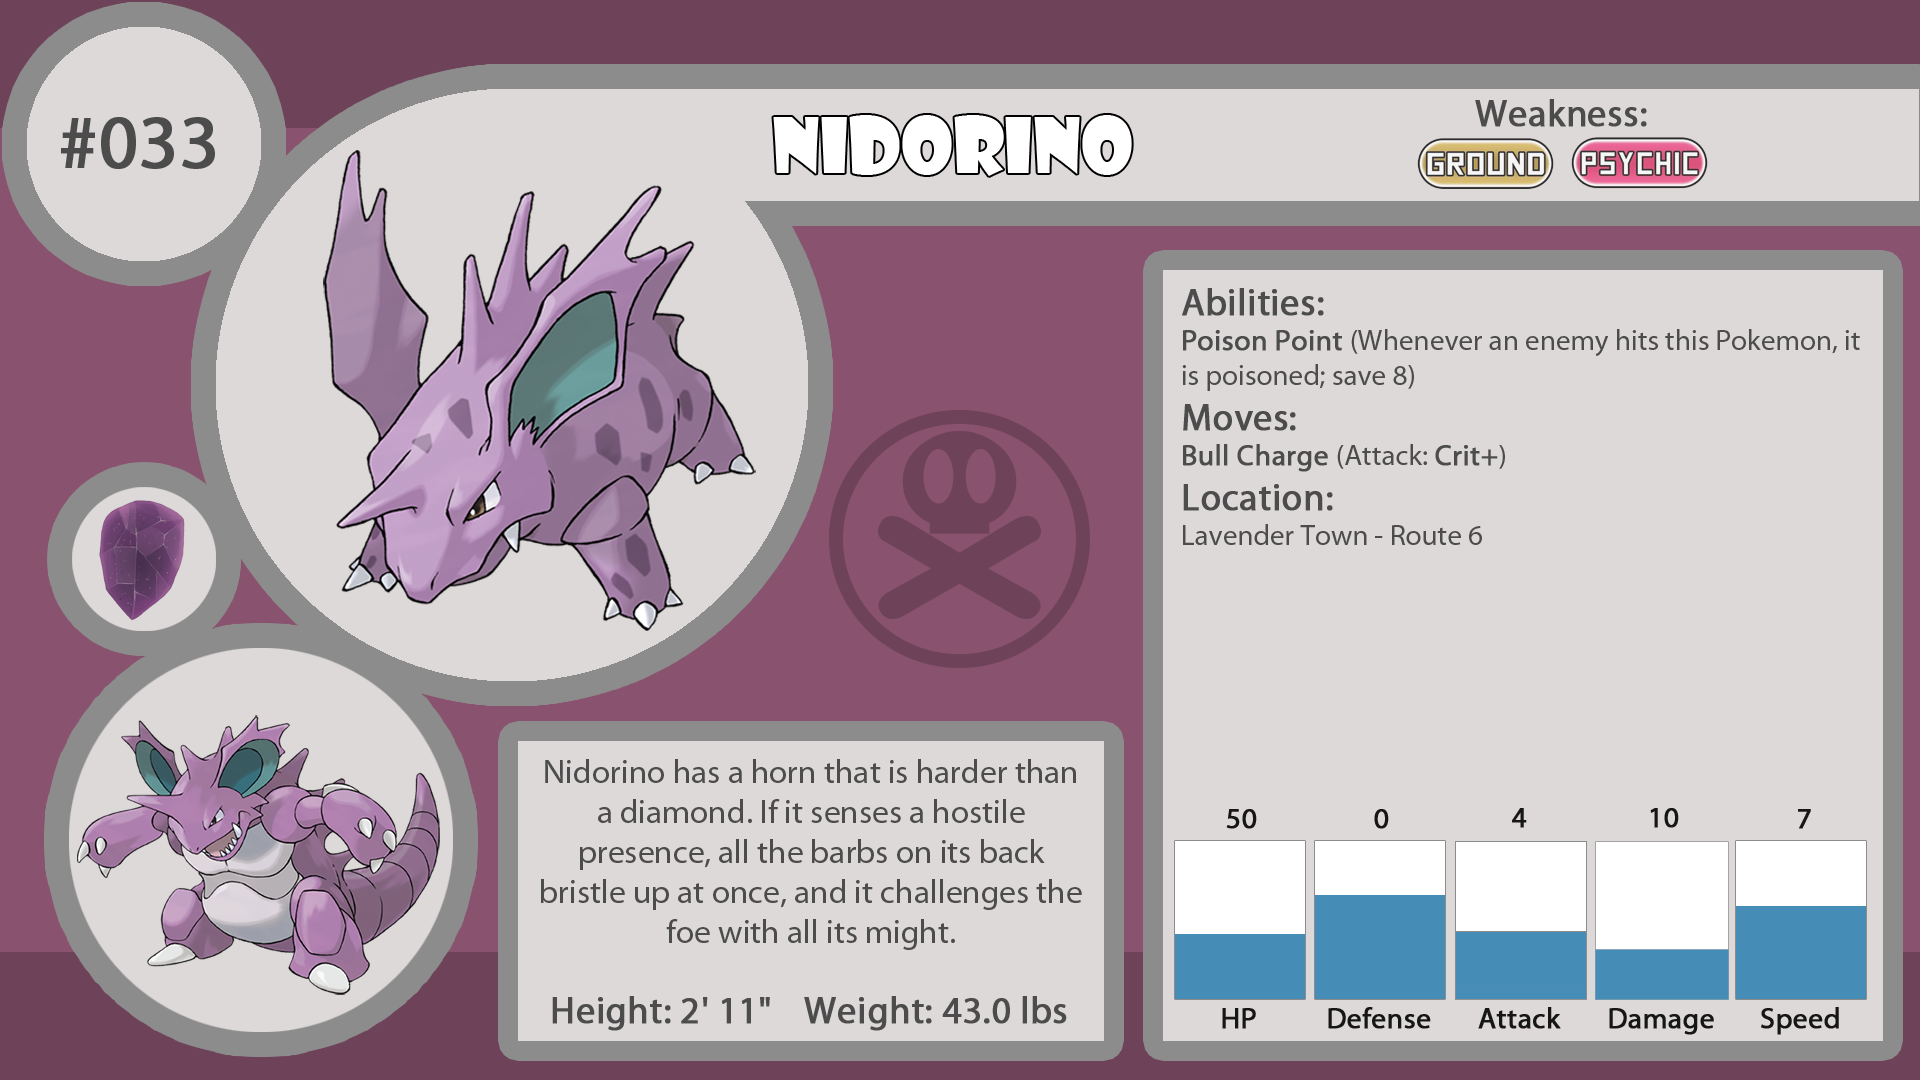 #033
NIDORINO
Weakness:
GROUND PSYCHIC
Abilities:
Poison Point (Whenever an enemy hits this Pokemon, it
is poisoned; save 8)
Moves:
Bull Charge (Attack: Crit+)
Location:
Lavender Town - Route 6
Nidorino has a horn that is harder than
a diamond. If it senses a hostile
presence, all the barbs on its back
bristle up at once, and it challenges the
foe with all its might.
Height: 2' 11" Weight: 43.0 lbs
50 0 4 10 7
HP Defense Attack Damage Speed